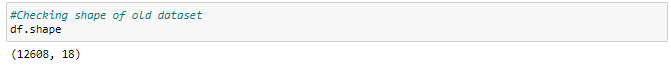 #Checking shape of old dataset
df.shape
(12608, 18)